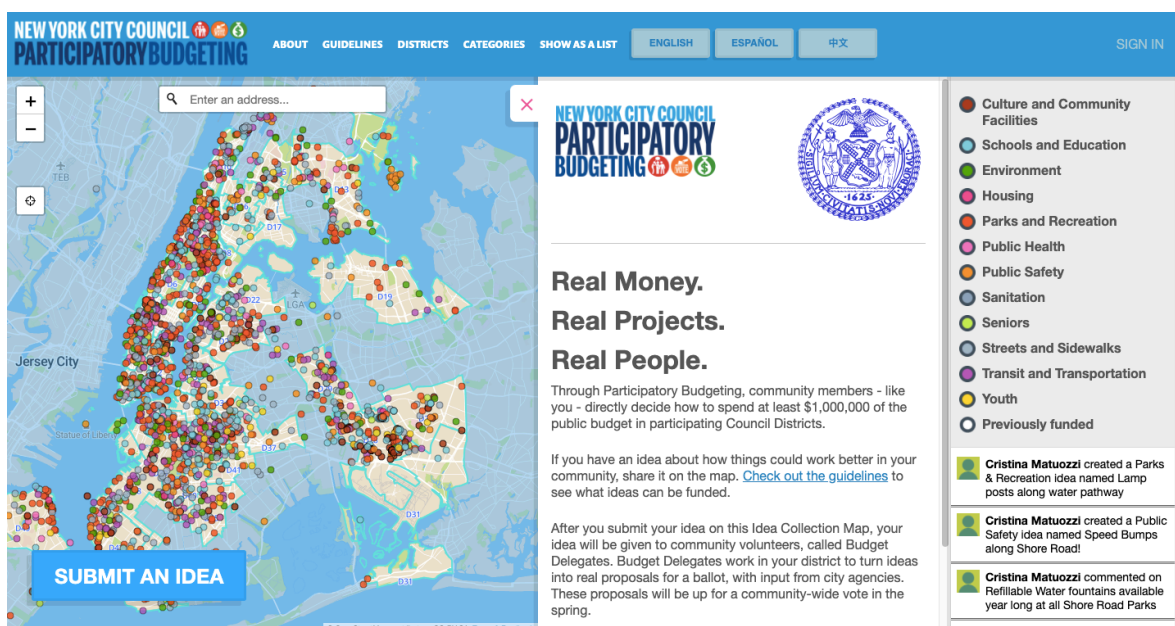 NEW YORK CITY COUNCIL
PARTICIPATORY BUDGETING
ABOUT
GUIDELINES
DISTRICTS
CATEGORIES
SHOW AS A LIST
ENGLISH
ESPAÑOL
中文
SIGN IN
+
−
Enter an address...
×
TEB
D13
D17
D6
D22
LGA
D19
Jersey City
Statue of Liberty
D37
D41
D31
D31
SUBMIT AN IDEA
NEW YORK CITY COUNCIL
PARTICIPATORY
BUDGETING
SIGILLVM CIVITATIS NOVI EBORACI
1625
Real Money.
Real Projects.
Real People.
Through Participatory Budgeting, community members - like
you - directly decide how to spend at least $1,000,000 of the
public budget in participating Council Districts.
If you have an idea about how things could work better in your
community, share it on the map. Check out the guidelines to
see what ideas can be funded.
After you submit your idea on this Idea Collection Map, your
idea will be given to community volunteers, called Budget
Delegates. Budget Delegates work in your district to turn ideas
into real proposals for a ballot, with input from city agencies.
These proposals will be up for a community-wide vote in the
spring.
Culture and Community
Facilities
Schools and Education
Environment
Housing
Parks and Recreation
Public Health
Public Safety
Sanitation
Seniors
Streets and Sidewalks
Transit and Transportation
Youth
Previously funded
Cristina Matuozzi created a Parks
& Recreation idea named Lamp
posts along water pathway
Cristina Matuozzi created a Public
Safety idea named Speed Bumps
along Shore Road!
Cristina Matuozzi commented on
Refillable Water fountains available
year long at all Shore Road Parks